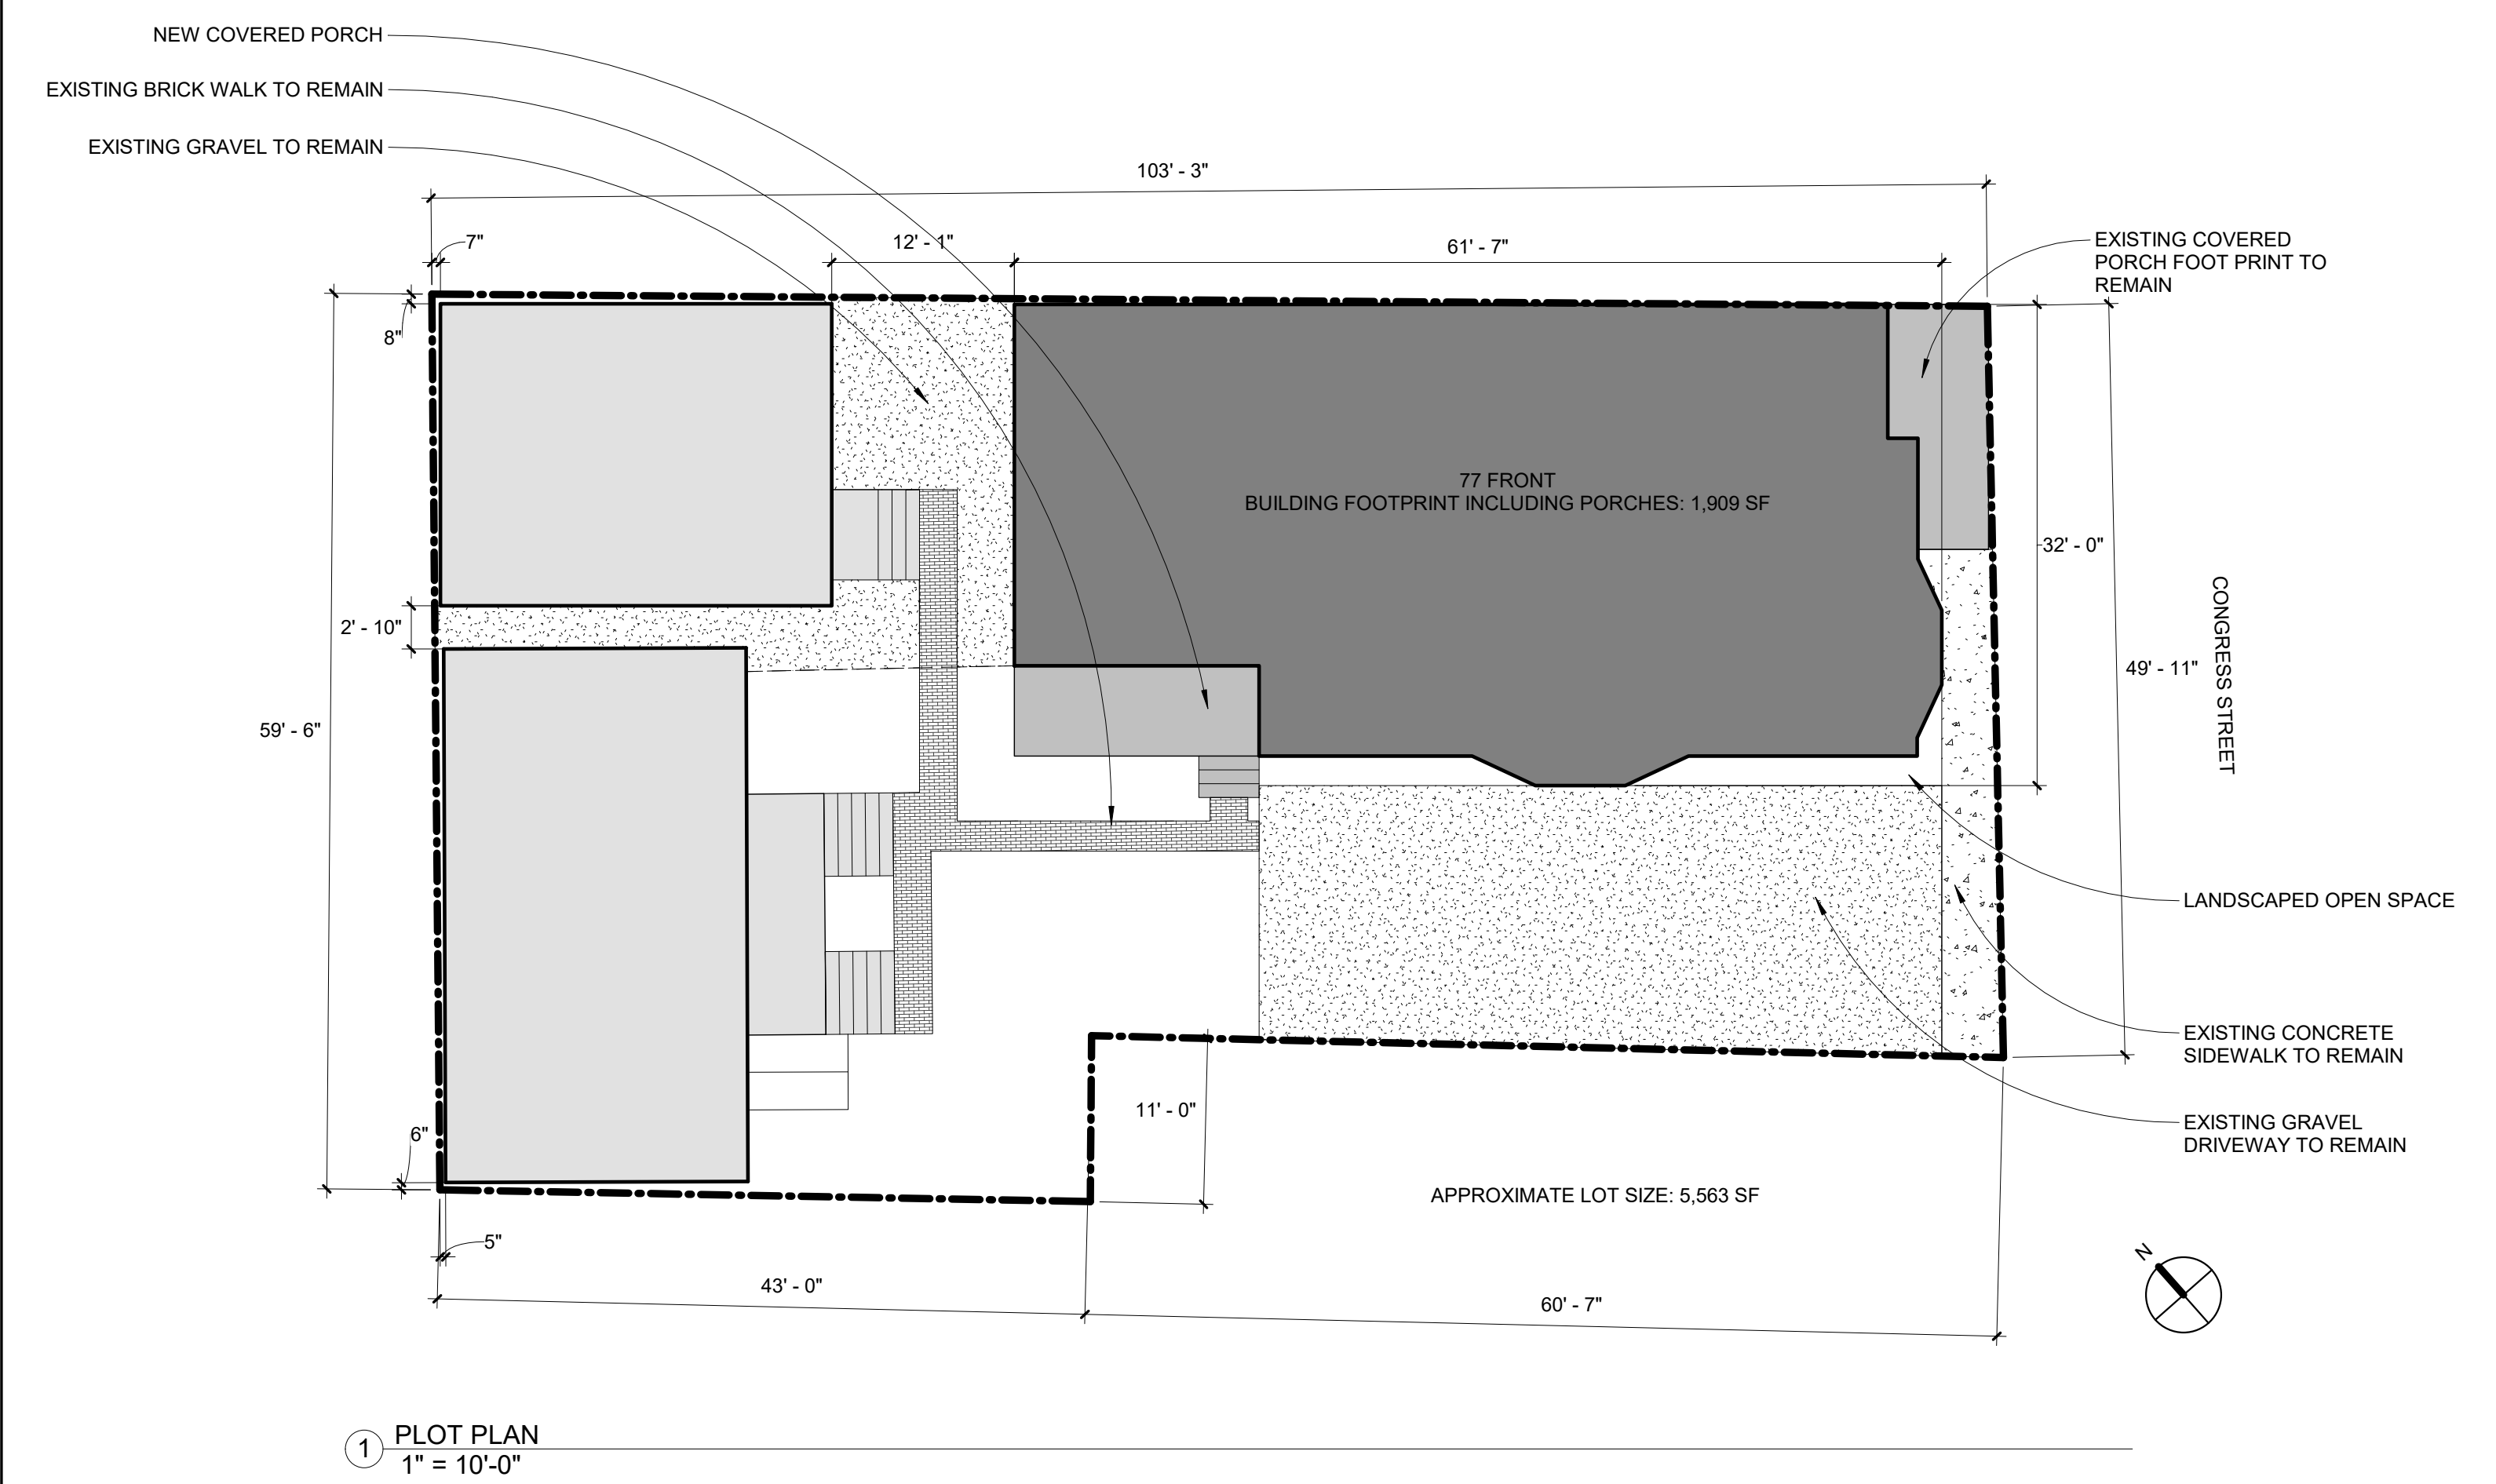 NEW COVERED PORCH
EXISTING BRICK WALK TO REMAIN
EXISTING GRAVEL TO REMAIN
103' - 3"
7"
12' - 1"
61' - 7"
EXISTING COVERED
PORCH FOOT PRINT TO
REMAIN
8"
77 FRONT
BUILDING FOOTPRINT INCLUDING PORCHES: 1,909 SF
32' - 0"
2' - 10"
49' - 11"
CONGRESS STREET
59' - 6"
LANDSCAPED OPEN SPACE
EXISTING CONCRETE
SIDEWALK TO REMAIN
11' - 0"
6"
EXISTING GRAVEL
DRIVEWAY TO REMAIN
APPROXIMATE LOT SIZE: 5,563 SF
5"
N
43' - 0"
60' - 7"
1
PLOT PLAN
1" = 10'-0"